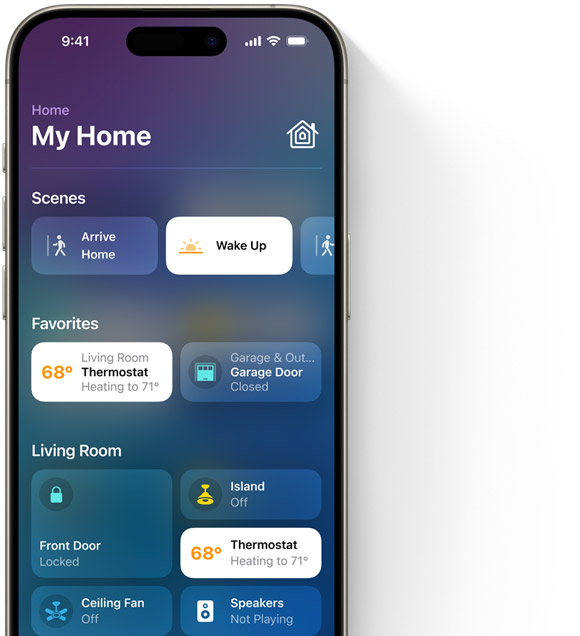 9:41
Home
My Home
Scenes
Arrive
Home
Wake Up
Favorites
68°
Living Room
Thermostat
Heating to 71°
Garage & Out...
Garage Door
Closed
Living Room
Front Door
Locked
Island
Off
68°
Thermostat
Heating to 71°
Ceiling Fan
Off
Speakers
Not Playing